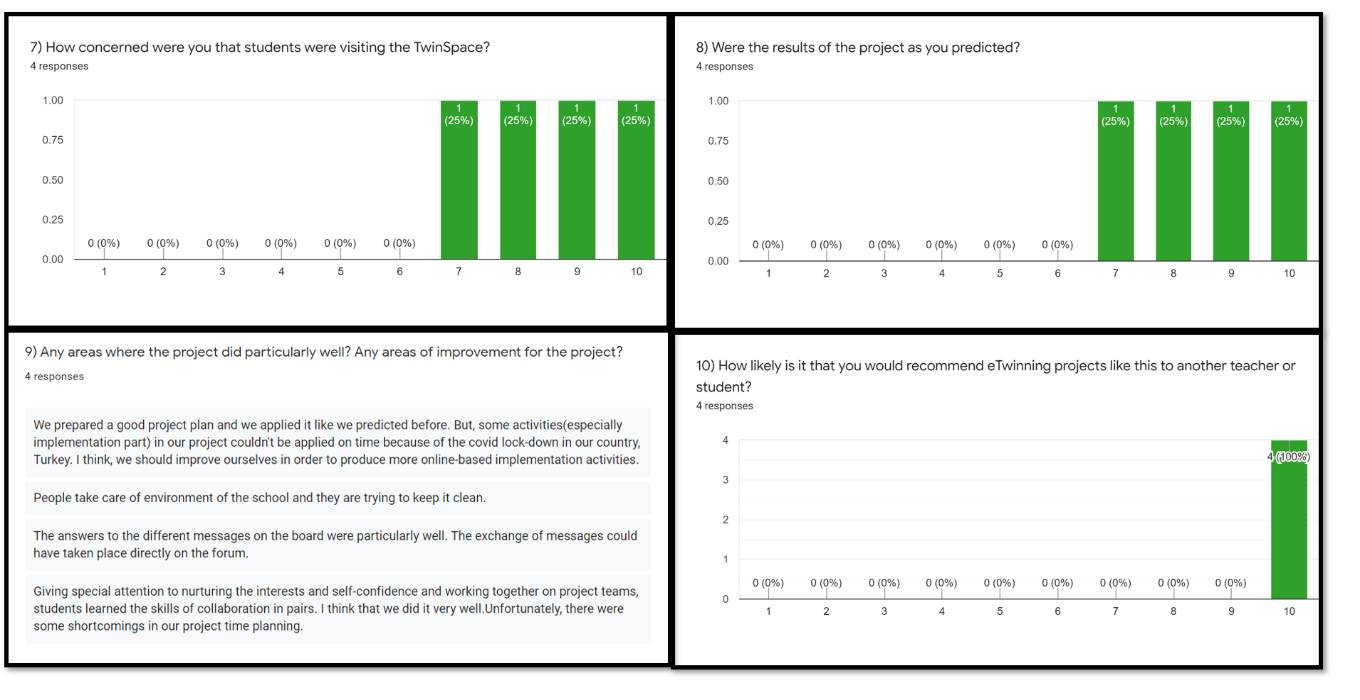 7) How concerned were you that students were visiting the TwinSpace?
4 responses
1.00
0.75
0.50
0.25
0.00
1 (25%)
1 (25%)
1 (25%)
1 (25%)
0 (0%) 0 (0%) 0 (0%) 0 (0%) 0 (0%) 0 (0%)
1 2 3 4 5 6 7 8 9 10
8) Were the results of the project as you predicted?
4 responses
1.00
0.75
0.50
0.25
0.00
1 (25%)
1 (25%)
1 (25%)
1 (25%)
0 (0%) 0 (0%) 0 (0%) 0 (0%) 0 (0%) 0 (0%)
1 2 3 4 5 6 7 8 9 10
9) Any areas where the project did particularly well? Any areas of improvement for the project?
4 responses
We prepared a good project plan and we applied it like we predicted before. But, some activities(especially
implementation part) in our project couldn't be applied on time because of the covid lock-down in our country,
Turkey. I think, we should improve ourselves in order to produce more online-based implementation activities.
People take care of environment of the school and they are trying to keep it clean.
The answers to the different messages on the board were particularly well. The exchange of messages could
have taken place directly on the forum.
Giving special attention to nurturing the interests and self-confidence and working together on project teams,
students learned the skills of collaboration in pairs. I think that we did it very well.Unfortunately, there were
some shortcomings in our project time planning.
10) How likely is it that you would recommend eTwinning projects like this to another teacher or
student?
4 responses
4
3
2
1
0
4 (100%)
0 (0%) 0 (0%) 0 (0%) 0 (0%) 0 (0%) 0 (0%) 0 (0%) 0 (0%) 0 (0%)
1 2 3 4 5 6 7 8 9 10